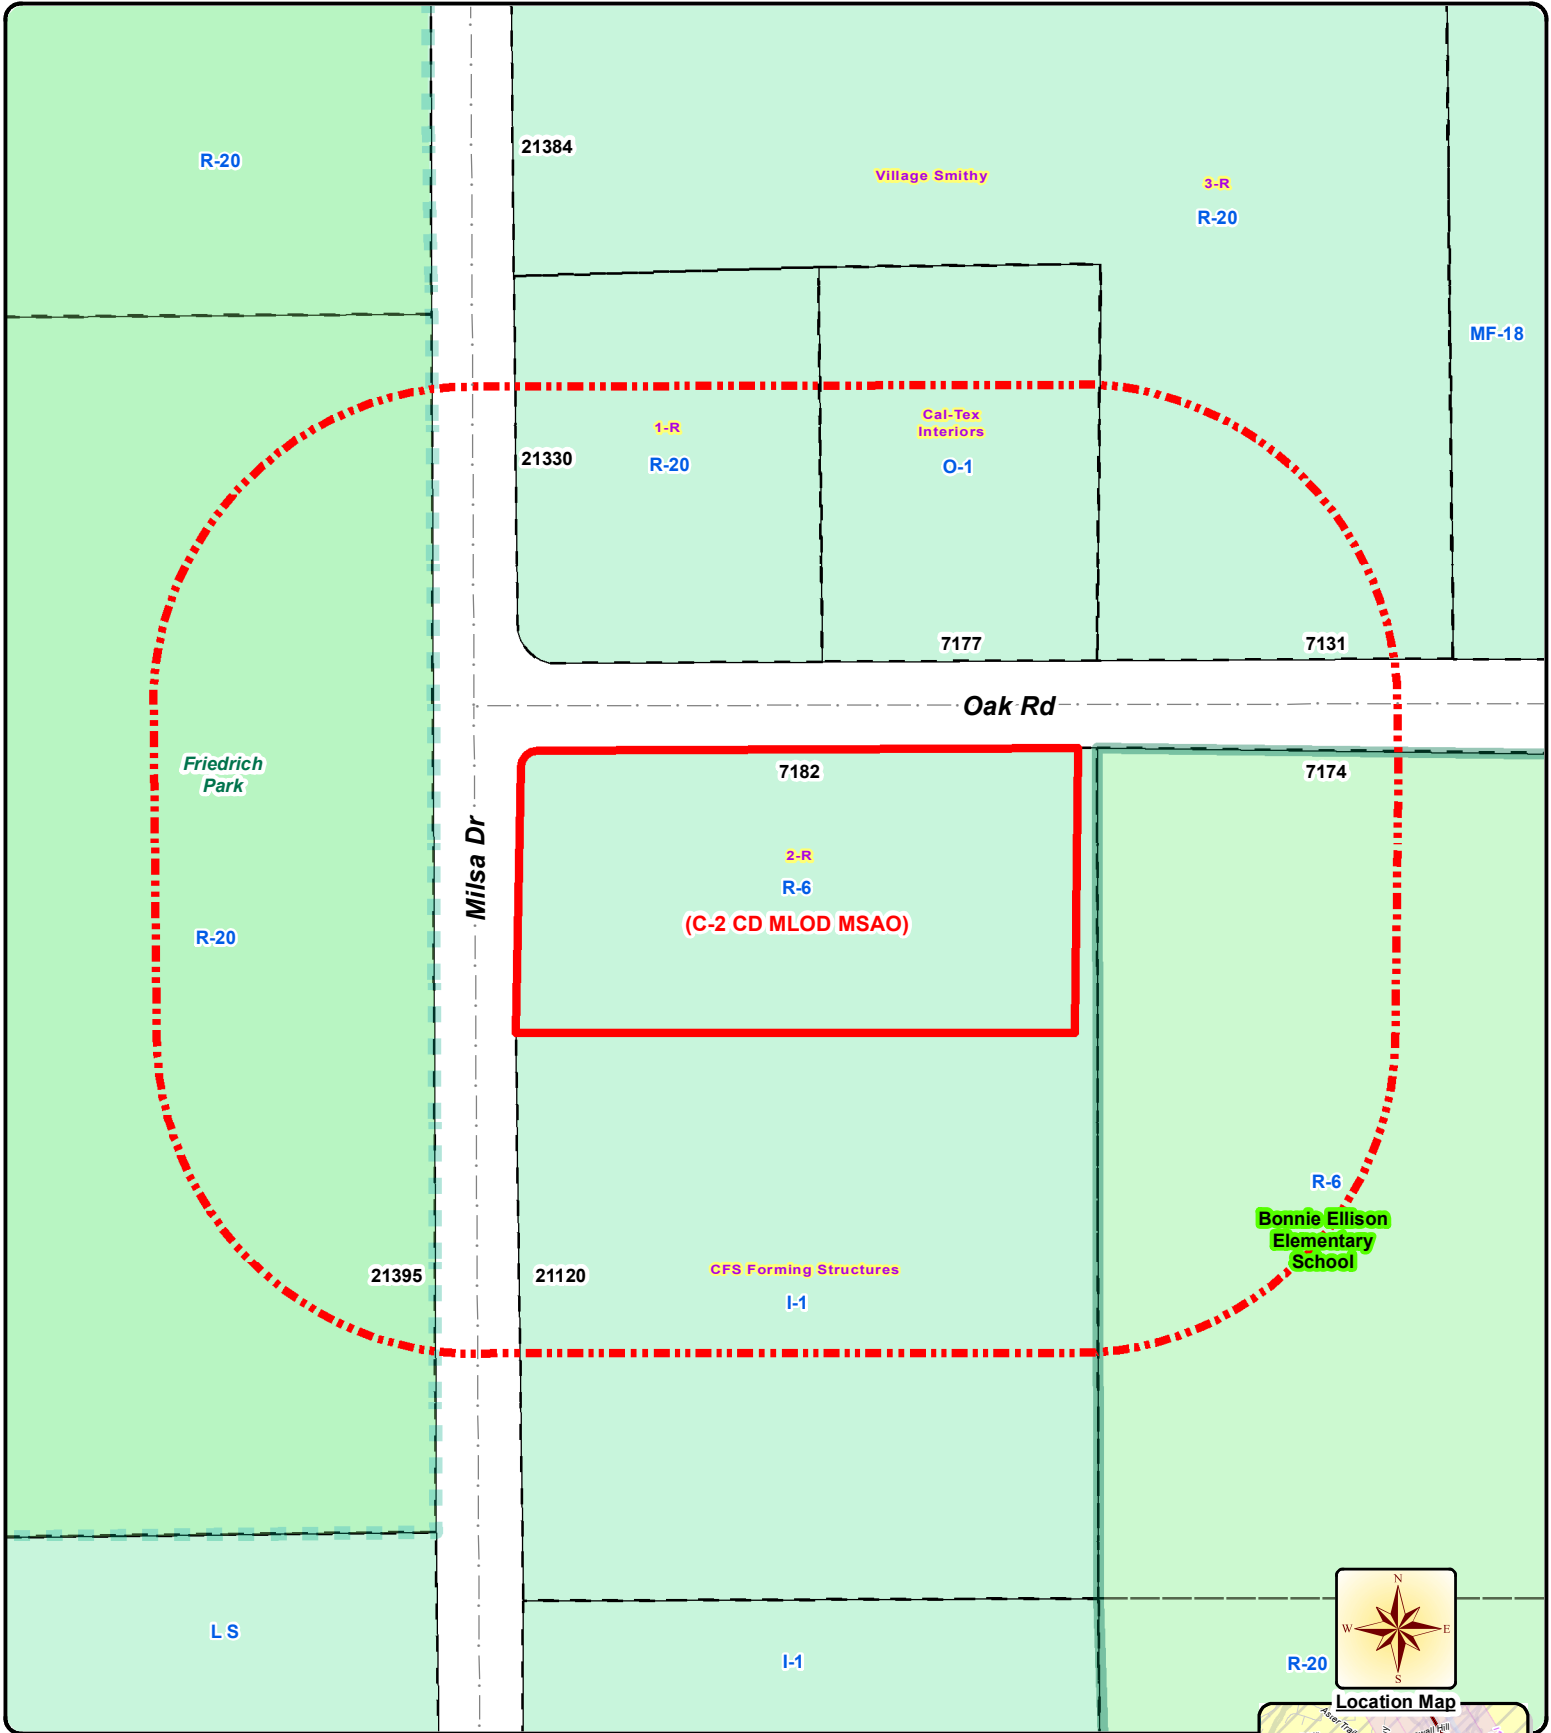 21384
R-20
Village Smithy
3-R
R-20
MF-18
Cal-Tex
Interiors
1-R
21330
R-20
O-1
7177
7131
Oak Rd
Friedrich
Park
7182
7174
Milsa Dr
2-R
R-6
(C-2 CD MLOD MSAO)
R-20
R-6
Bonnie Ellison
Elementary
School
21395
21120
CFS Forming Structures
I-1
L S
I-1
R-20
N
W
E
S
Location Map